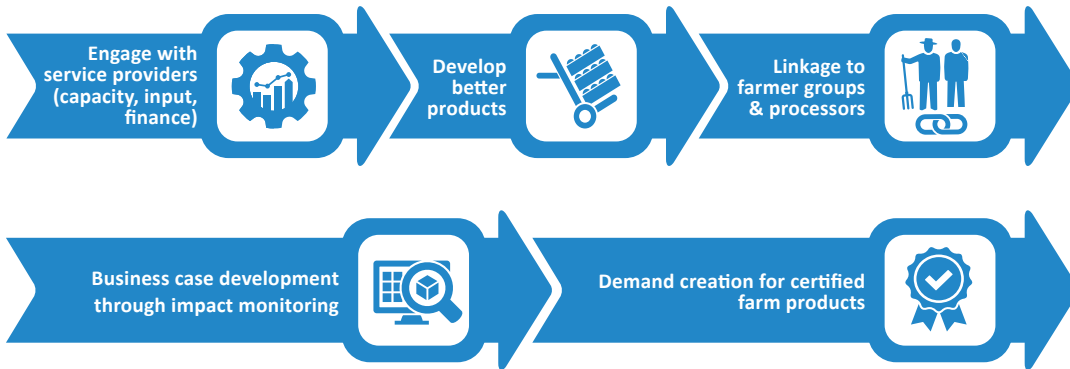 Engage with
service providers
(capacity, input,
finance)
Develop
better
products
Linkage to
farmer groups
& processors
Business case development
through impact monitoring
Demand creation for certified
farm products